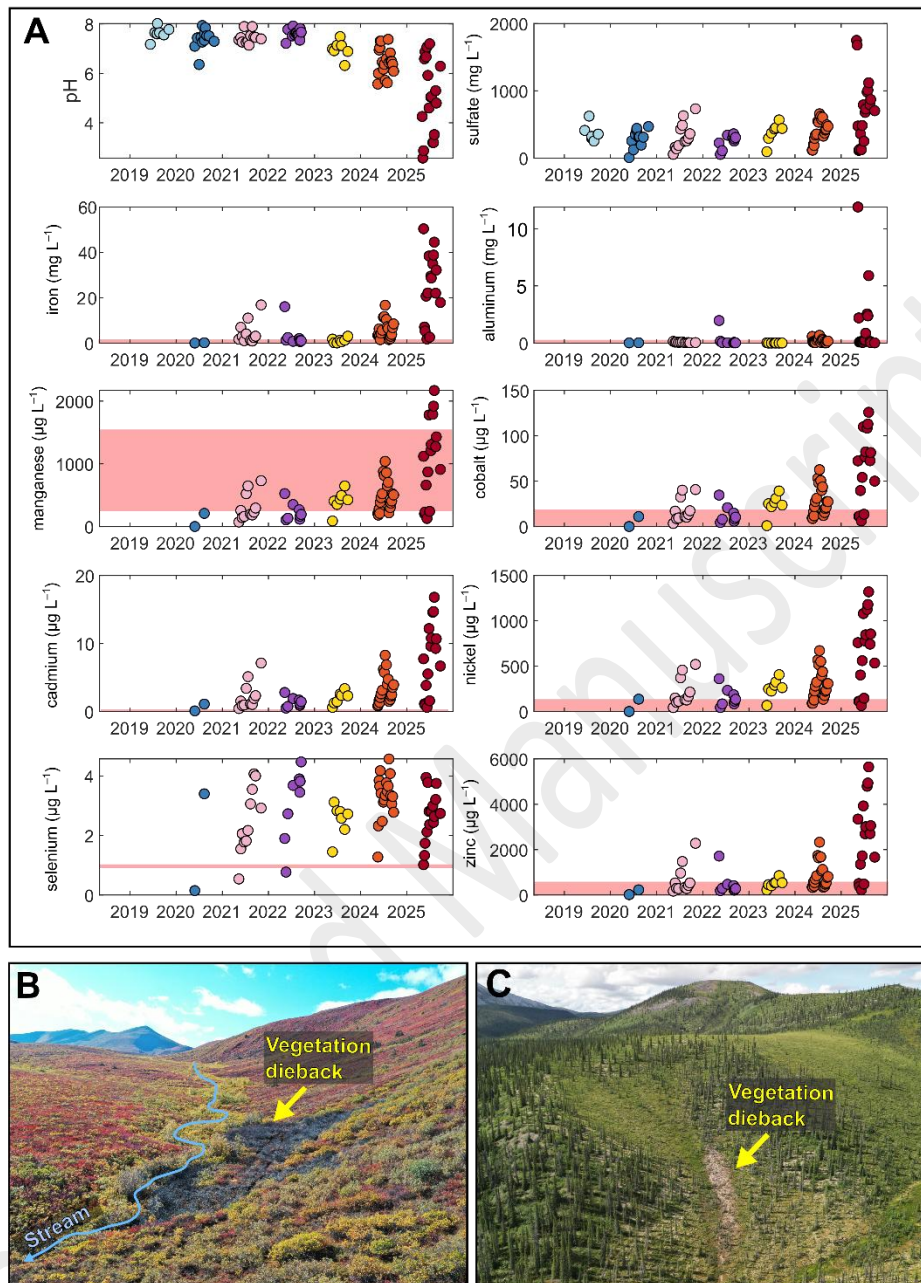 A
8
6
4
pH
2019 2020 2021 2022 2023 2024 2025
2000
1000
0
sulfate (mg L⁻¹)
2019 2020 2021 2022 2023 2024 2025
60
40
20
0
iron (mg L⁻¹)
2019 2020 2021 2022 2023 2024 2025
10
5
0
aluminum (mg L⁻¹)
2019 2020 2021 2022 2023 2024 2025
2000
1000
0
manganese (µg L⁻¹)
2019 2020 2021 2022 2023 2024 2025
150
100
50
0
cobalt (µg L⁻¹)
2019 2020 2021 2022 2023 2024 2025
20
10
0
cadmium (µg L⁻¹)
2019 2020 2021 2022 2023 2024 2025
1500
1000
500
0
nickel (µg L⁻¹)
2019 2020 2021 2022 2023 2024 2025
4
2
0
selenium (µg L⁻¹)
2019 2020 2021 2022 2023 2024 2025
6000
4000
2000
0
zinc (µg L⁻¹)
2019 2020 2021 2022 2023 2024 2025
B
Vegetation
dieback
Stream
C
Vegetation
dieback
d Manuscrip